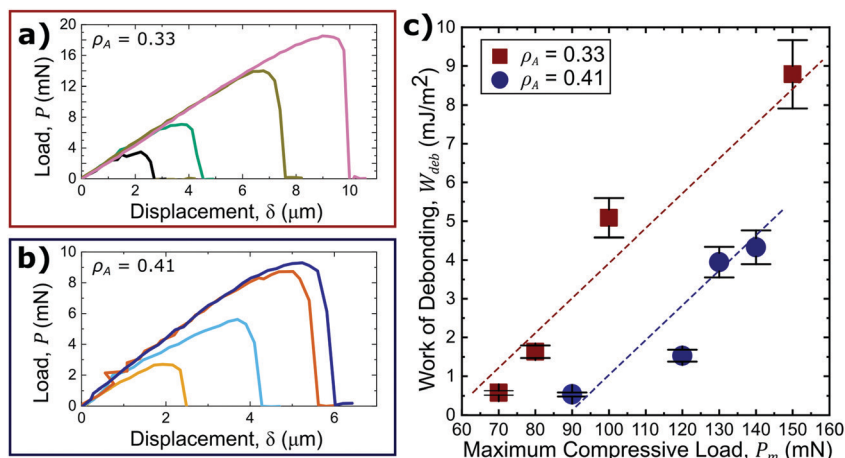 a)
ρA = 0.33
Load, P (mN)
20
16
12
8
4
0
0 2 4 6 8 10
Displacement, δ (μm)
b)
ρA = 0.41
Load, P (mN)
10
8
6
4
2
0
0 2 4 6
Displacement, δ (μm)
c)
ρA = 0.33
ρA = 0.41
Work of Debonding, Wdeb (mJ/m²)
10
9
8
7
6
5
4
3
2
1
0
60 70 80 90 100 110 120 130 140 150 160
Maximum Compressive Load, Pm (mN)